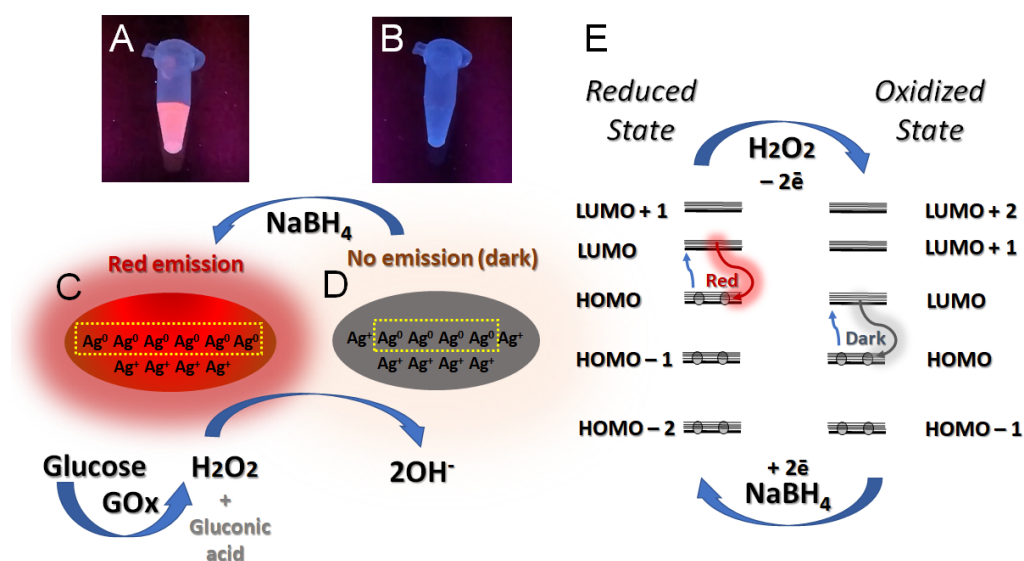 A
B
E
Reduced
State
Oxidized
State
H₂O₂
– 2ē
NaBH₄
Red emission
No emission (dark)
C
D
Ag⁰ Ag⁰ Ag⁰ Ag⁰ Ag⁰ Ag⁰
Ag⁺ Ag⁺ Ag⁺ Ag⁺
Ag⁺ Ag⁰ Ag⁰ Ag⁰ Ag⁰ Ag⁺
Ag⁺ Ag⁺ Ag⁺ Ag⁺
Glucose
GOx
H₂O₂
+
Gluconic
acid
2OH⁻
LUMO + 1
LUMO
HOMO
HOMO – 1
HOMO – 2
Red
Dark
LUMO + 2
LUMO + 1
LUMO
HOMO
HOMO – 1
+ 2ē
NaBH₄